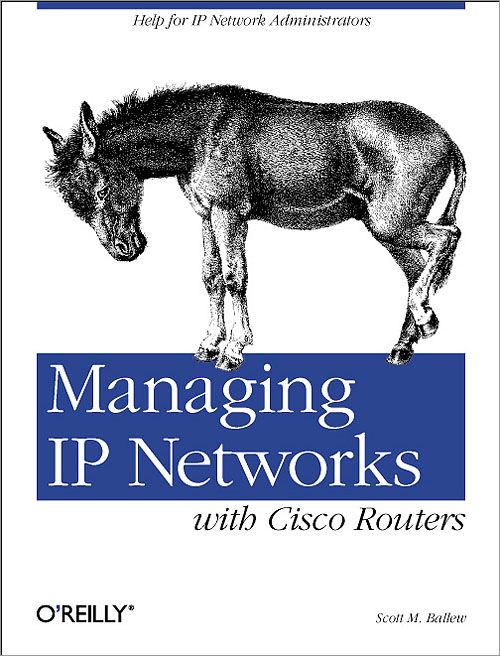 Help for IP Network Administrators
Managing
IP Networks
with Cisco Routers
O'REILLY®
Scott M. Ballew